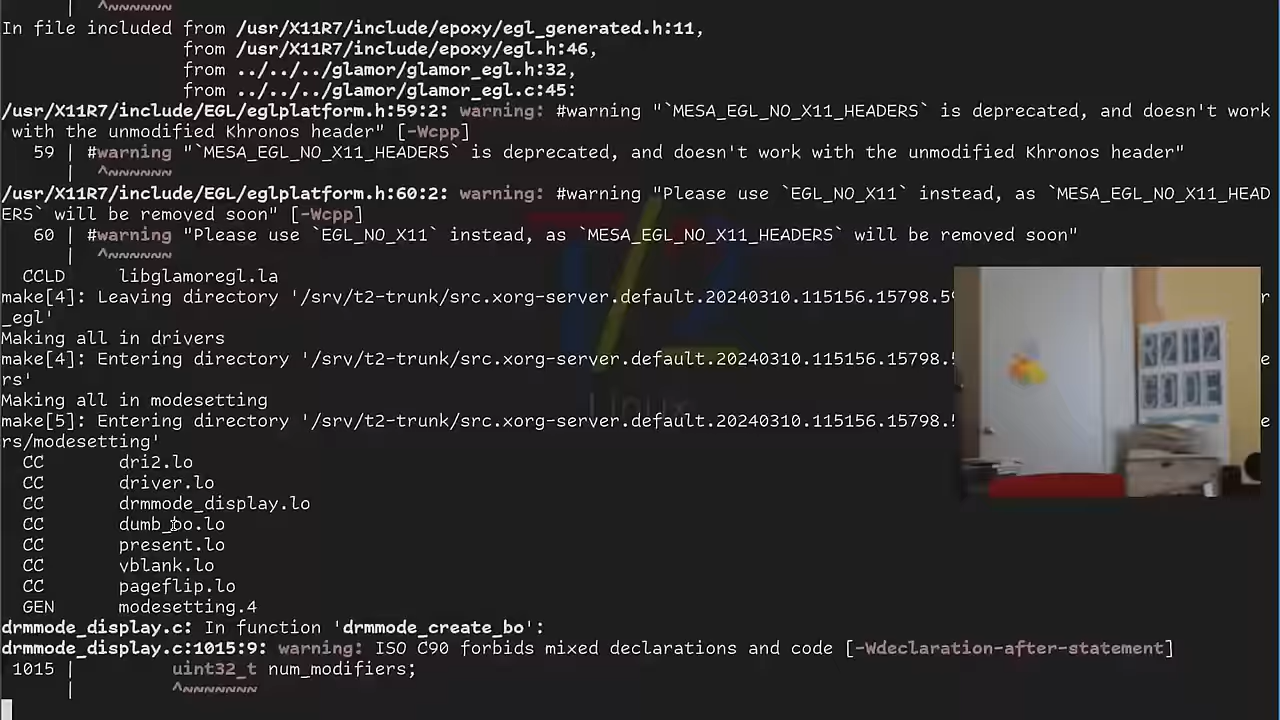 |  ^~~~~~~
In file included from /usr/X11R7/include/epoxy/egl_generated.h:11,
from /usr/X11R7/include/epoxy/egl.h:46,
from ../../../glamor/glamor_egl.h:32,
from ../../../glamor/glamor_egl.c:45:
/usr/X11R7/include/EGL/eglplatform.h:59:2: warning: #warning "`MESA_EGL_NO_X11_HEADERS` is deprecated, and doesn't work
with the unmodified Khronos header" [-Wcpp]
59 | #warning "`MESA_EGL_NO_X11_HEADERS` is deprecated, and doesn't work with the unmodified Khronos header"
|  ^~~~~~~
/usr/X11R7/include/EGL/eglplatform.h:60:2: warning: #warning "Please use `EGL_NO_X11` instead, as `MESA_EGL_NO_X11_HEAD
ERS` will be removed soon" [-Wcpp]
60 | #warning "Please use `EGL_NO_X11` instead, as `MESA_EGL_NO_X11_HEADERS` will be removed soon"
|  ^~~~~~~
CCLD     libglamoregl.la
make[4]: Leaving directory '/srv/t2-trunk/src.xorg-server.default.20240310.115156.15798.5
_egl'
Making all in drivers
make[4]: Entering directory '/srv/t2-trunk/src.xorg-server.default.20240310.115156.15798.
rs'
Making all in modesetting
make[5]: Entering directory '/srv/t2-trunk/src.xorg-server.default.20240310.115156.15798.
rs/modesetting'
CC       dri2.lo
CC       driver.lo
CC       drmmode_display.lo
CC       dumb_bo.lo
CC       present.lo
CC       vblank.lo
CC       pageflip.lo
GEN      modesetting.4
drmmode_display.c: In function 'drmmode_create_bo':
drmmode_display.c:1015:9: warning: ISO C90 forbids mixed declarations and code [-Wdeclaration-after-statement]
1015 |         uint32_t num_modifiers;
|         ^~~~~~~~
T/2
Linux